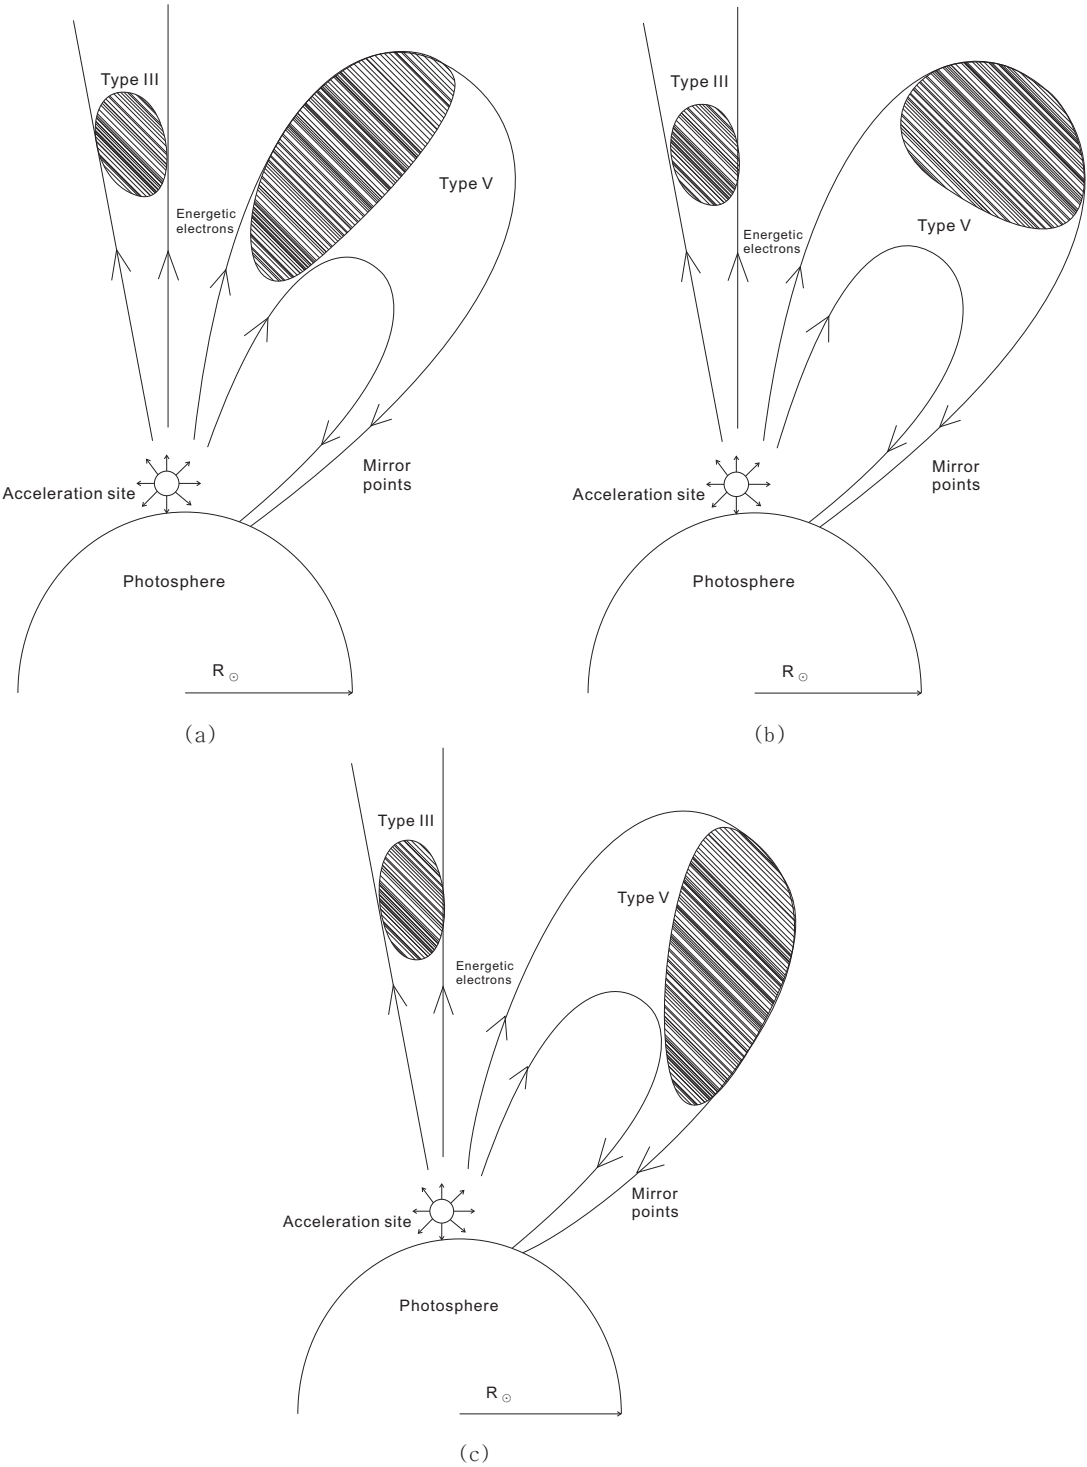 Type III
Type V
Energetic
electrons
Mirror
points
Acceleration site
Photosphere
R ⊙
(a)
Type III
Type V
Energetic
electrons
Mirror
points
Acceleration site
Photosphere
R ⊙
(b)
Type III
Type V
Energetic
electrons
Mirror
points
Acceleration site
Photosphere
R ⊙
(c)